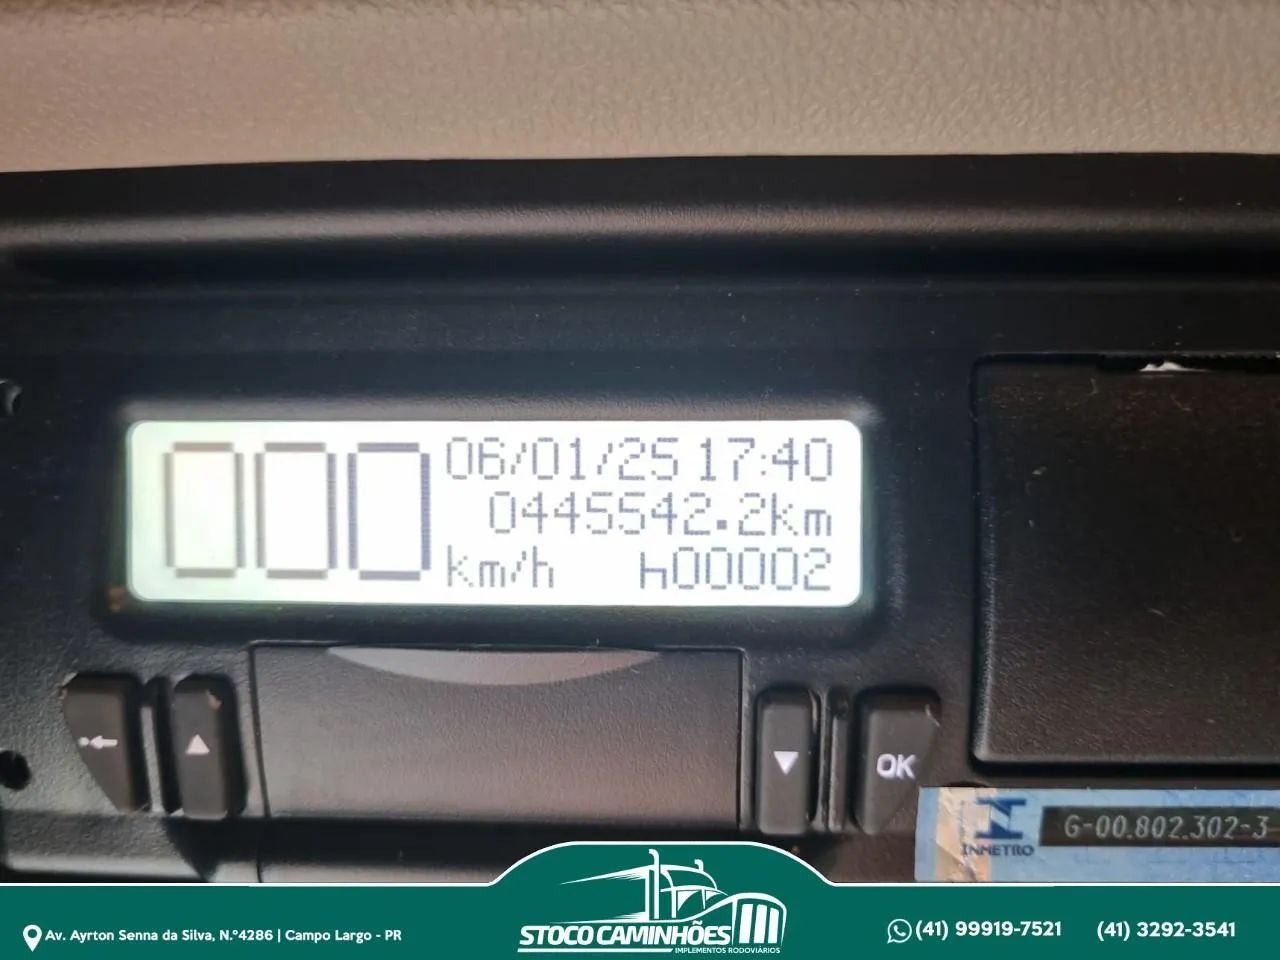 000
06/01/25 17:40
0445542.2km
km/h h00002
OK
INMETRO
G-00.802.302-3
Av. Ayrton Senna da Silva, N.º4286 | Campo Largo - PR
STOCO CAMINHÕES
IMPLEMENTOS RODOVIÁRIOS
(41) 99919-7521 (41) 3292-3541